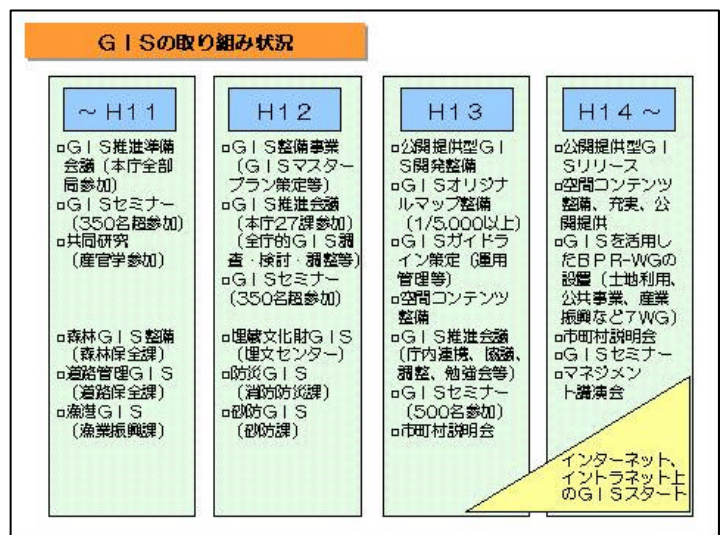 GISの取り組み状況
～H11
□GIS推進準備
会議（本庁全部
局参加）
□GISセミナー
（350名超参加）
□共同研究
（産官学参加）
□森林GIS整備
（森林保全課）
□道路管理GIS
（道路保全課）
□漁港GIS
（漁業振興課）
H12
□GIS整備事業
（GISマスター
プラン策定等）
□GIS推進会議
（本庁27課参加）
（全庁的GIS調
査・検討・調整等）
□GISセミナー
（350名超参加）
□埋蔵文化財GIS
（埋文センター）
□防災GIS
（消防防災課）
□砂防GIS
（砂防課）
H13
□公開提供型GI
S開発整備
□GISオリジナ
ルマップ整備
（1/5,000以上）
□GISガイドラ
イン策定（運用
管理等）
□空間コンテンツ
整備
□GIS推進会議
（庁内連携、協議、
調整、勉強会等）
□GISセミナー
（500名参加）
□市町村説明会
H14～
□公開提供型GI
Sリリース
□空間コンテンツ
整備、充実、公
開提供
□GISを活用し
たBPR-WGの
設置（土地利用、
公共事業、産業
振興など7WG）
□市町村説明会
□GISセミナー
□マネジメン
ト講演会
インターネット、
イントラネット上
のGISスタート